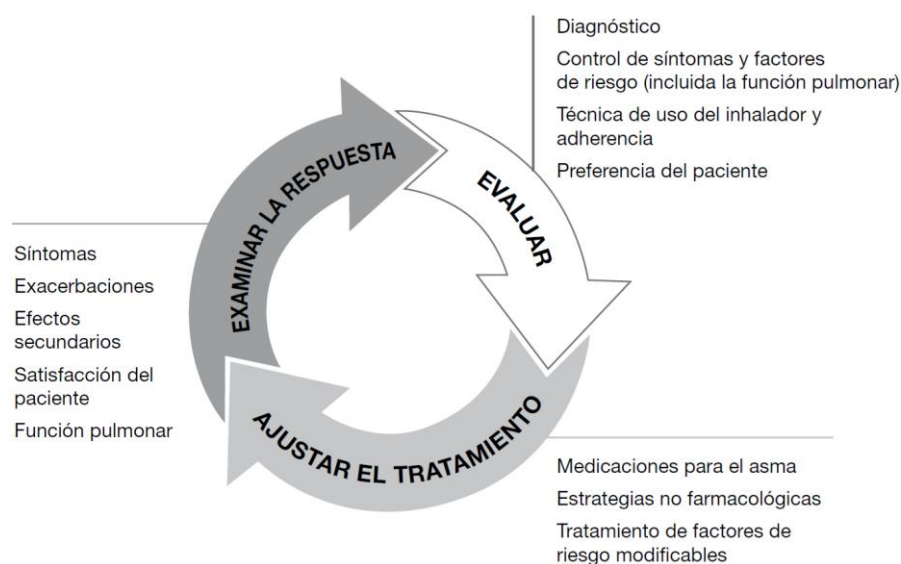 Diagnóstico
Control de síntomas y factores
de riesgo (incluida la función pulmonar)
Técnica de uso del inhalador y
adherencia
Preferencia del paciente
EVALUAR
EXAMINAR LA RESPUESTA
Síntomas
Exacerbaciones
Efectos
secundarios
Satisfacción del
paciente
Función pulmonar
AJUSTAR EL TRATAMIENTO
Medicaciones para el asma
Estrategias no farmacológicas
Tratamiento de factores de
riesgo modificables